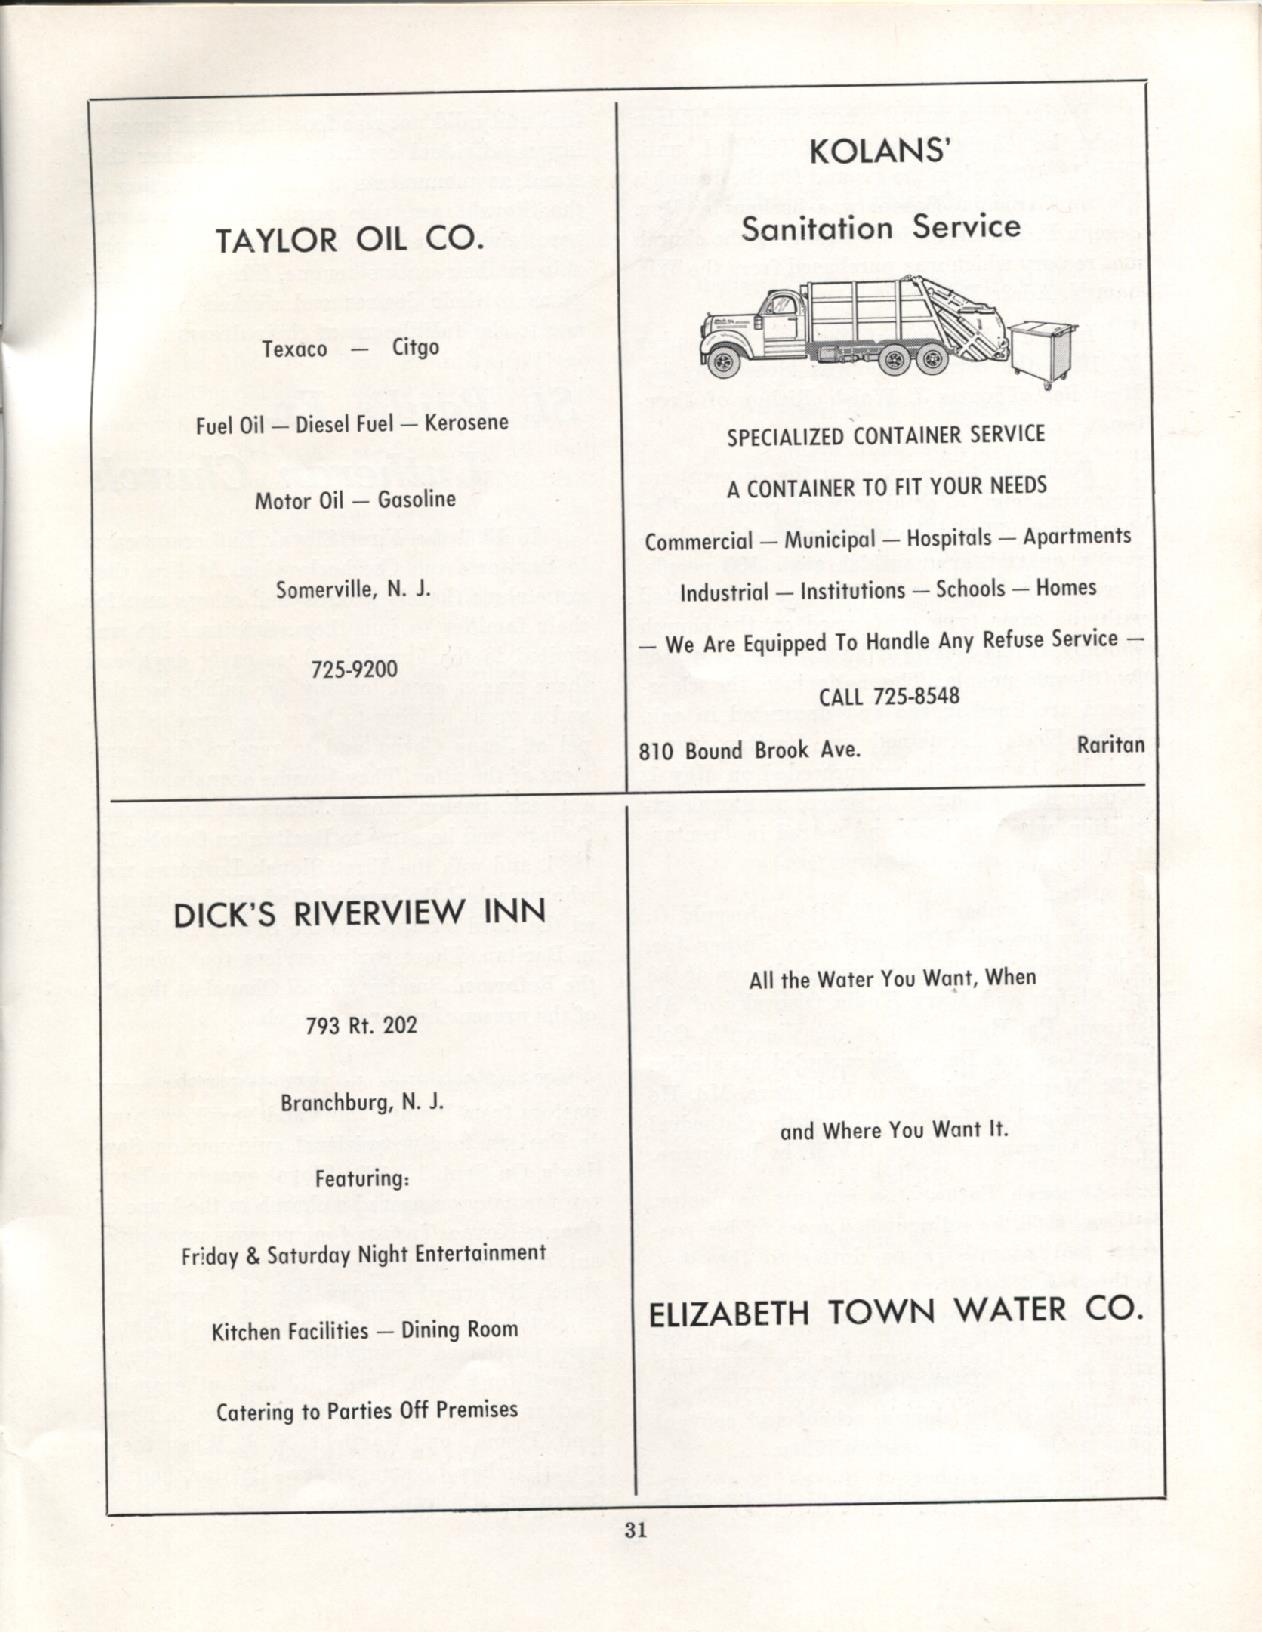 TAYLOR OIL CO.
Texaco — Citgo
Fuel Oil — Diesel Fuel — Kerosene
Motor Oil — Gasoline
Somerville, N. J.
725-9200
KOLANS'
Sanitation Service
SPECIALIZED CONTAINER SERVICE
A CONTAINER TO FIT YOUR NEEDS
Commercial — Municipal — Hospitals — Apartments
Industrial — Institutions — Schools — Homes
— We Are Equipped To Handle Any Refuse Service —
CALL 725-8548
810 Bound Brook Ave. Raritan
DICK'S RIVERVIEW INN
793 Rt. 202
Branchburg, N. J.
Featuring:
Friday & Saturday Night Entertainment
Kitchen Facilities — Dining Room
Catering to Parties Off Premises
All the Water You Want, When
and Where You Want It.
ELIZABETH TOWN WATER CO.
31